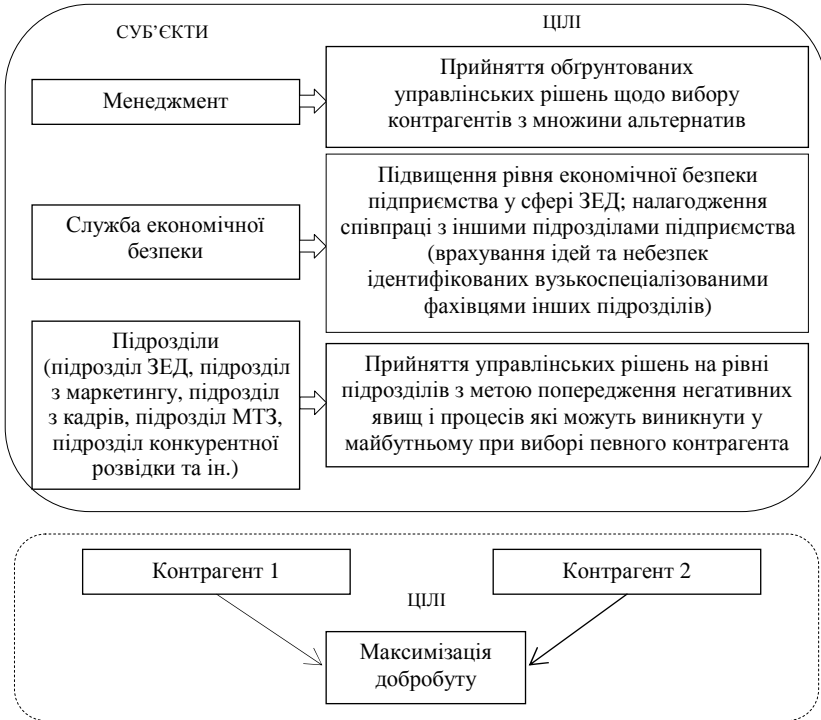 СУБ’ЄКТИ
ЦІЛІ
Менеджмент
Прийняття обґрунтованих
управлінських рішень щодо вибору
контрагентів з множини альтернатив
Служба економічної
безпеки
Підвищення рівня економічної безпеки
підприємства у сфері ЗЕД; налагодження
співпраці з іншими підрозділами підприємства
(врахування ідей та небезпек
ідентифікованих вузькоспеціалізованими
фахівцями інших підрозділів)
Підрозділи
(підрозділ ЗЕД, підрозділ
з маркетингу, підрозділ
з кадрів, підрозділ МТЗ,
підрозділ конкурентної
розвідки та ін.)
Прийняття управлінських рішень на рівні
підрозділів з метою попередження негативних
явищ і процесів які можуть виникнути у
майбутньому при виборі певного контрагента
Контрагент 1
Контрагент 2
ЦІЛІ
Максимізація
добробуту